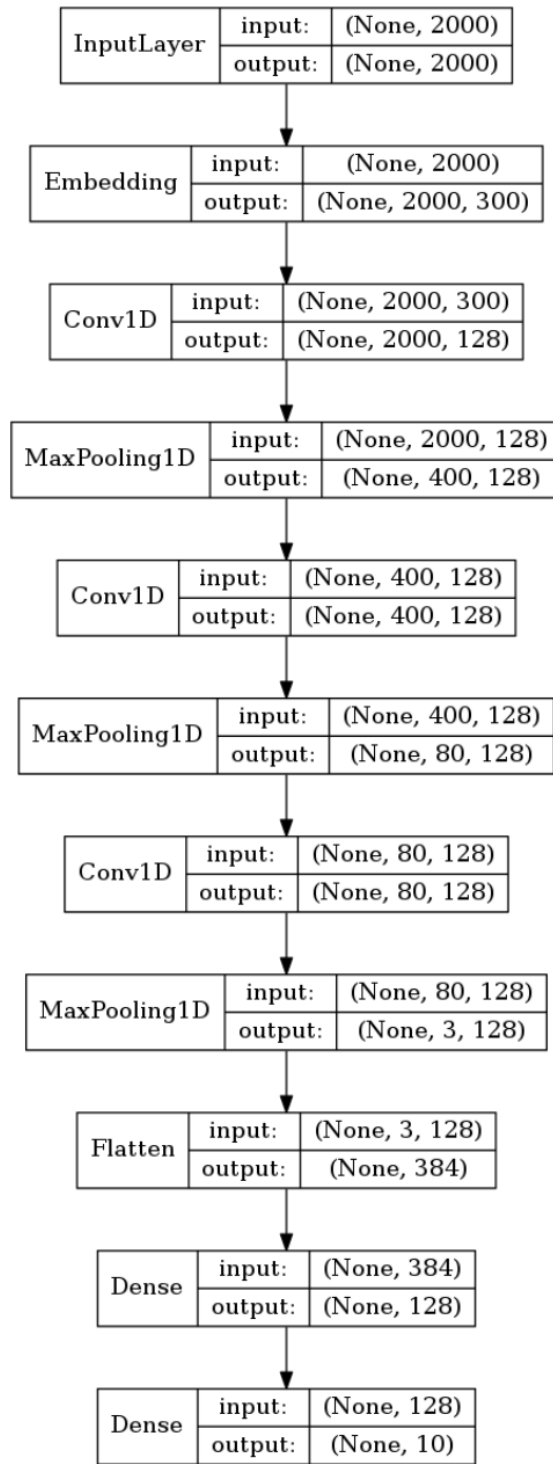 InputLayer input: (None, 2000)
output: (None, 2000)
Embedding input: (None, 2000)
output: (None, 2000, 300)
Conv1D input: (None, 2000, 300)
output: (None, 2000, 128)
MaxPooling1D input: (None, 2000, 128)
output: (None, 400, 128)
Conv1D input: (None, 400, 128)
output: (None, 400, 128)
MaxPooling1D input: (None, 400, 128)
output: (None, 80, 128)
Conv1D input: (None, 80, 128)
output: (None, 80, 128)
MaxPooling1D input: (None, 80, 128)
output: (None, 3, 128)
Flatten input: (None, 3, 128)
output: (None, 384)
Dense input: (None, 384)
output: (None, 128)
Dense input: (None, 128)
output: (None, 10)